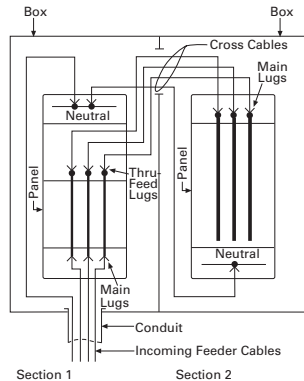 Box
Box
Cross Cables
Main
Lugs
Neutral
Panel
Thru-
Feed
Lugs
Panel
Neutral
Main
Lugs
Conduit
Incoming Feeder Cables
Section 1
Section 2